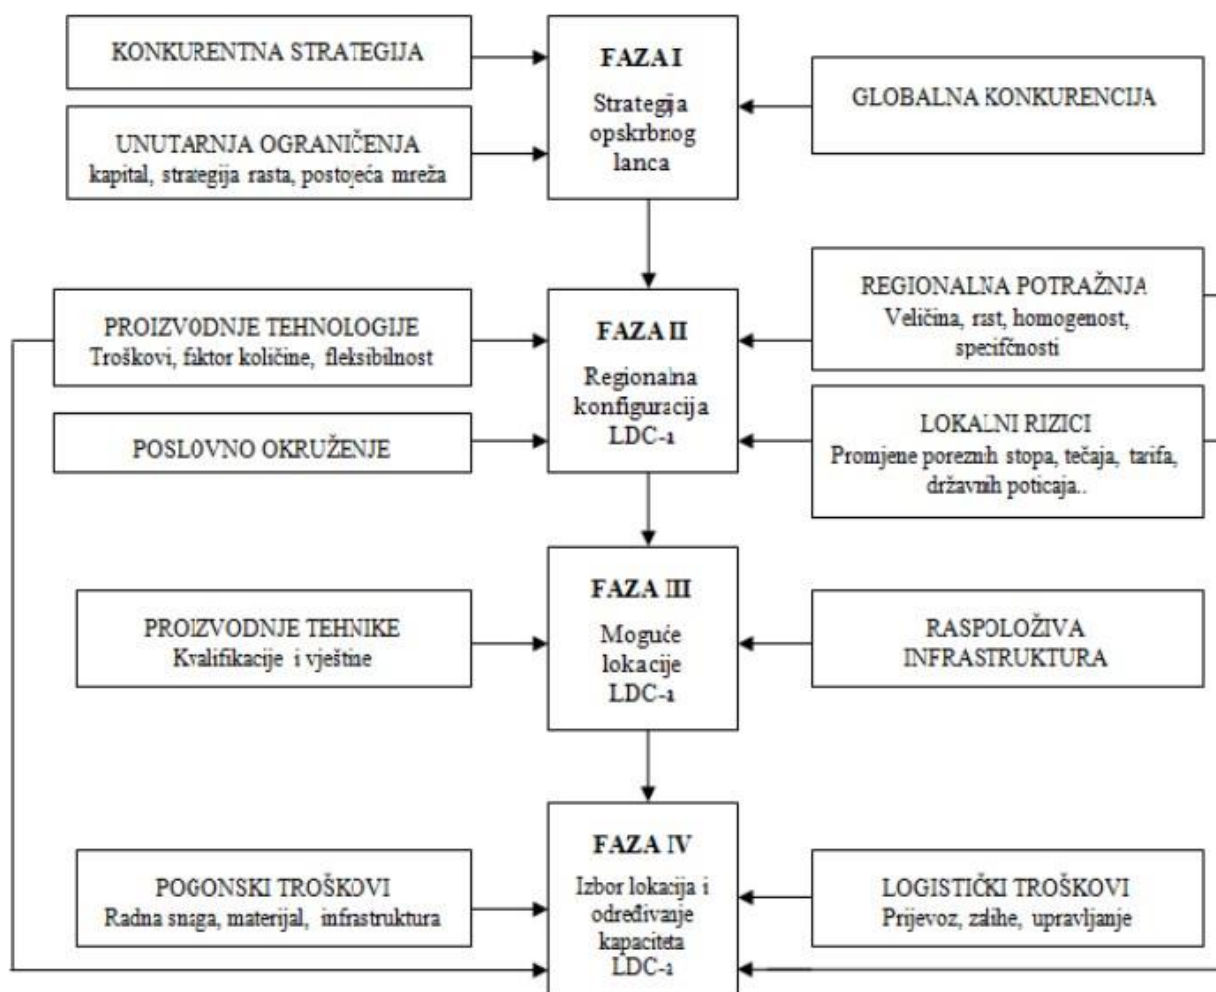 KONKURENTNA STRATEGIJA
FAZA I
Strategija
opskrbnog
lanca
GLOBALNA KONKURENCIJA
UNUTARNJA OGRANIČENJA
kapital, strategija rasta, postojeća mreža
PROIZVODNJE TEHNOLOGIJE
Troškovi, faktor količine, fleksibilnost
FAZA II
Regionalna
konfiguracija
LDC-a
REGIONALNA POTRAŽNJA
Veličina, rast, homogenost,
specifčnosti
POSLOVNO OKRUŽENJE
LOKALNI RIZICI
Promjene poreznih stopa, tečaja, tarifa,
državnih poticaja..
PROIZVODNJE TEHNIKE
Kvalifikacije i vještine
FAZA III
Moguće
lokacije
LDC-a
RASPOLOŽIVA
INFRASTRUKTURA
POGONSKI TROŠKOVI
Radna snaga, materijal, infrastruktura
FAZA IV
Izbor lokacija i
određivanje
kapaciteta
LDC-a
LOGISTIČKI TROŠKOVI
Prijevoz, zalihe, upravljanje